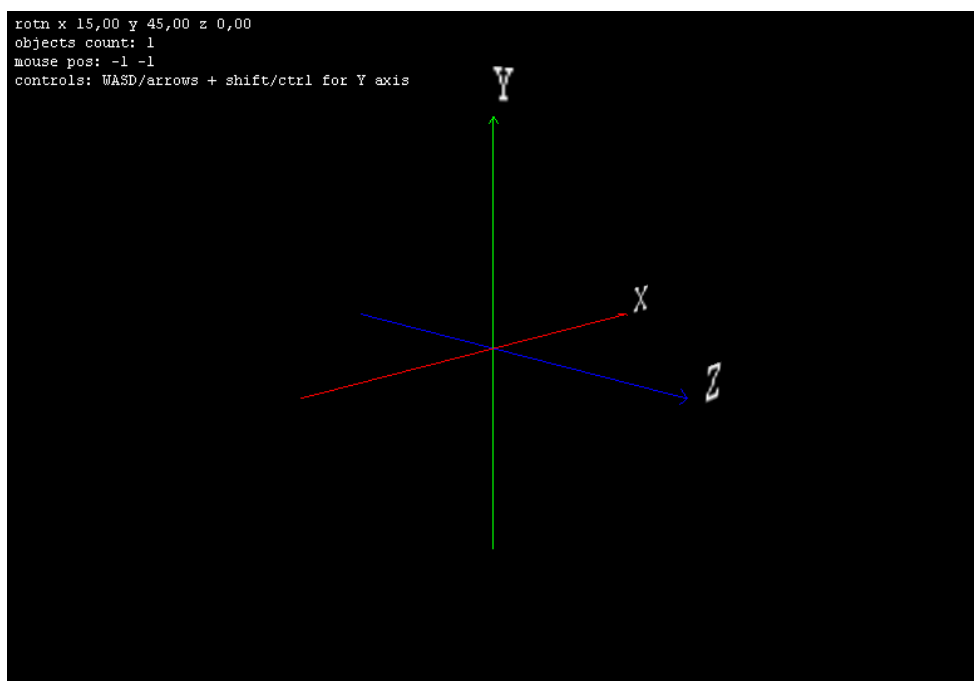 rotn x 15,00 y 45,00 z 0,00
objects count: 1
mouse pos: -1 -1
controls: WASD/arrows + shift/ctrl for Y axis
Y
X
Z